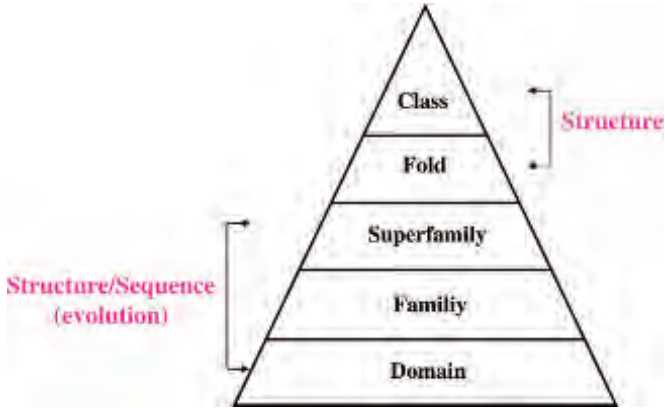 Class
Structure
Fold
Superfamily
Structure/Sequence
(evolution)
Familiy
Domain